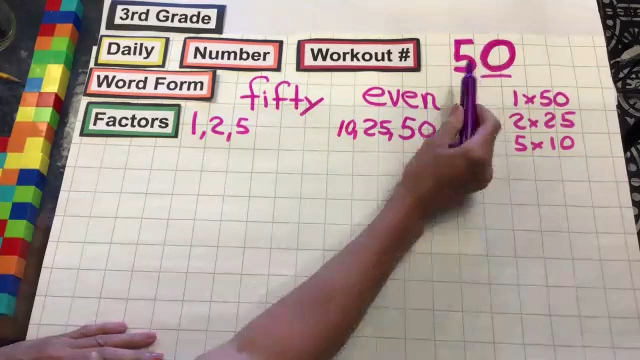 3rd Grade
Daily Number Workout # 50
Word Form fifty even
Factors 1, 2, 5 10, 25, 50
1 x 50
2 x 25
5 x 10